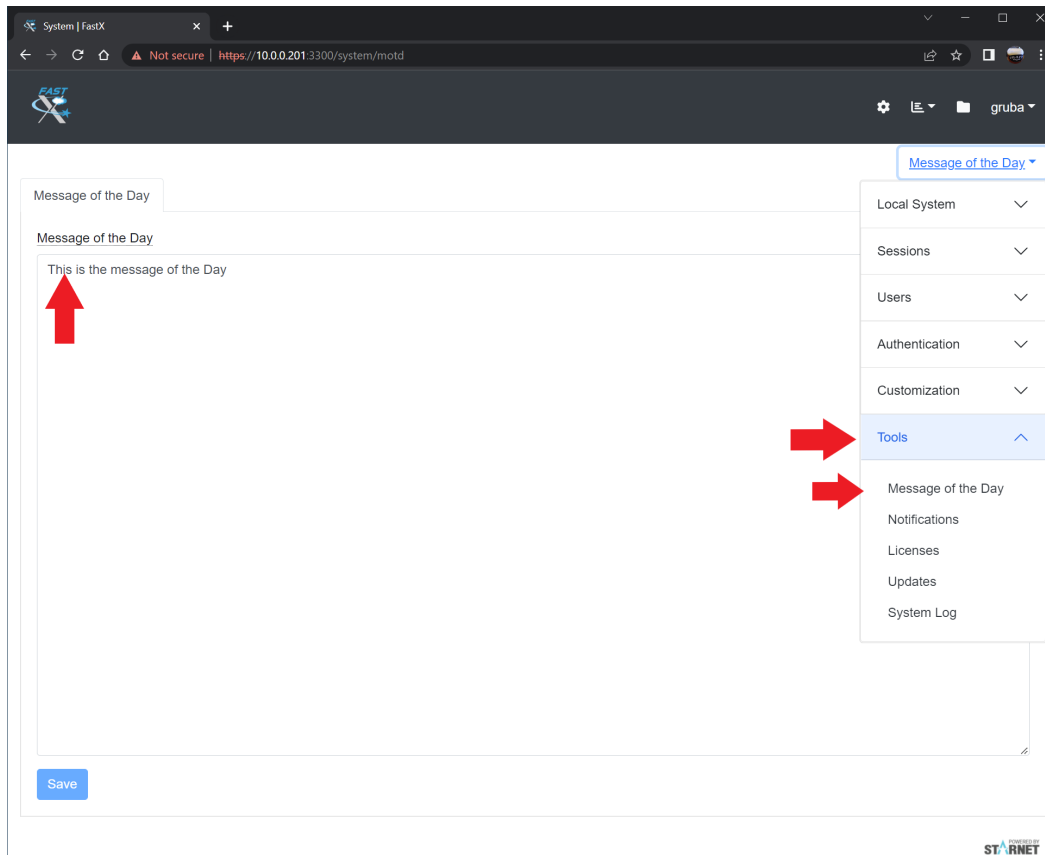 System | FastX
Not secure | https://10.0.0.201:3300/system/motd
FAST
X
gruba
Message of the Day
Message of the Day
Message of the Day
This is the message of the Day
Local System
Sessions
Users
Authentication
Customization
Tools
Message of the Day
Notifications
Licenses
Updates
System Log
Save
POWERED BY
STARNET